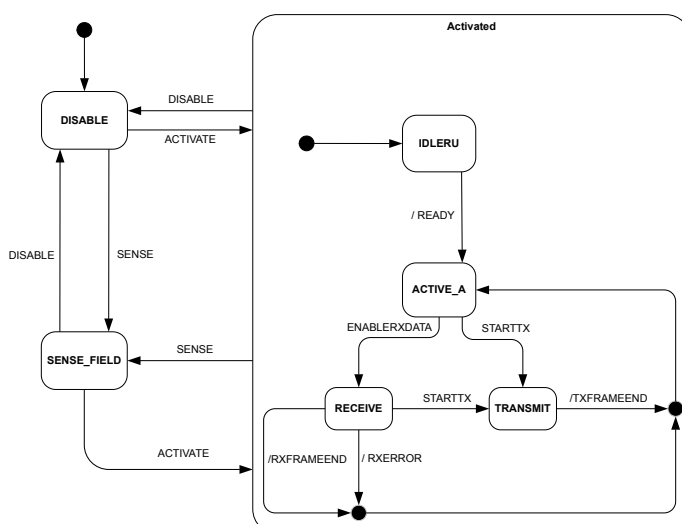 Activated
DISABLE
DISABLE
ACTIVATE
IDLERU
/ READY
DISABLE
SENSE
ACTIVE_A
ENABLERXDATA
STARTTX
SENSE_FIELD
SENSE
RECEIVE
STARTTX
TRANSMIT
/TXFRAMEEND
ACTIVATE
/RXFRAMEEND
/ RXERROR